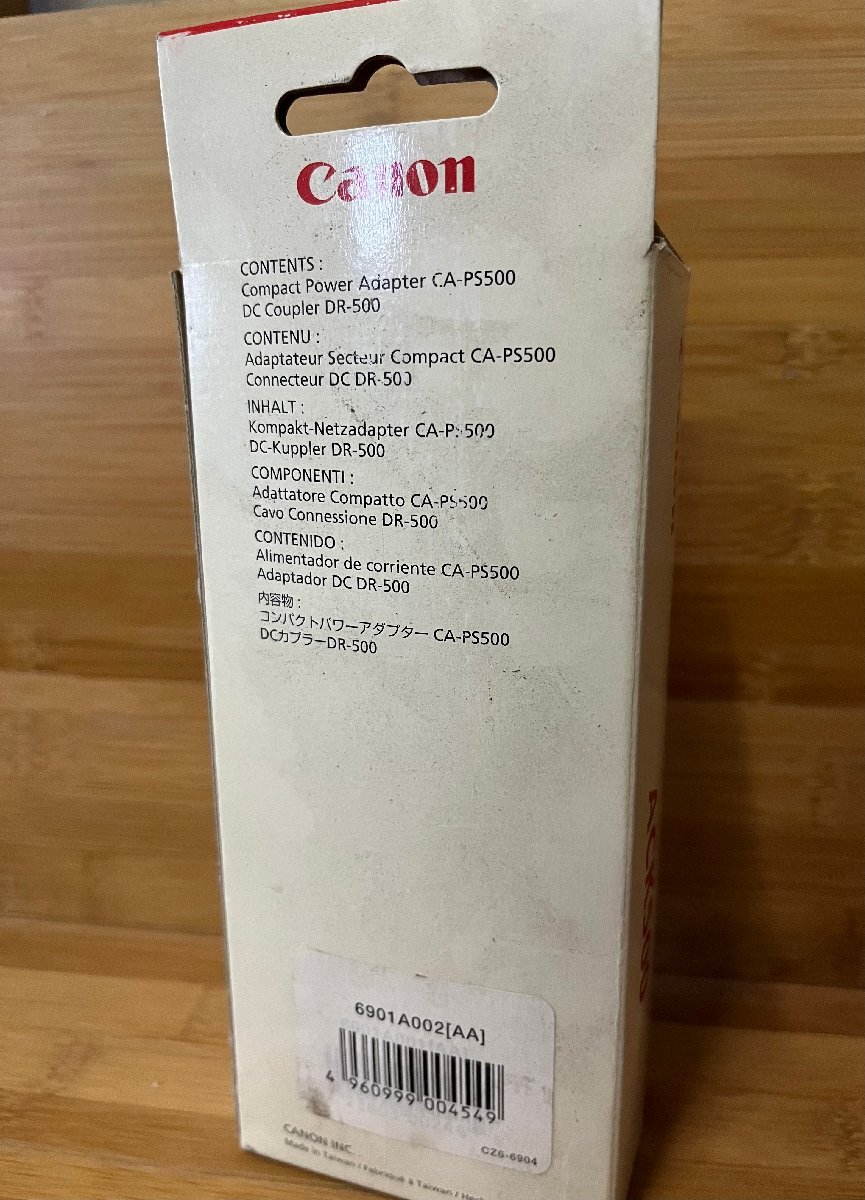 Canon
CONTENTS :
Compact Power Adapter CA-PS500
DC Coupler DR-500
CONTENU :
Adaptateur Secteur Compact CA-PS500
Connecteur DC DR-500
INHALT :
Kompakt-Netzadapter CA-PS500
DC-Kuppler DR-500
COMPONENTI :
Adattatore Compatto CA-PS500
Cavo Connessione DR-500
CONTENIDO :
Alimentador de corriente CA-PS500
Adaptador DC DR-500
内容物 :
コンパクトパワーアダプター CA-PS500
DCカプラーDR-500
6901A002[AA]
4 960999 004549
CZ6-6904
CANON INC.
Made in Taiwan / Fabriqué à Taiwan /
ACK500